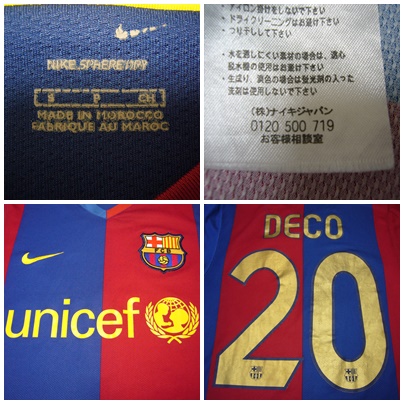 NIKE SPHERE DRY
S P CH
MADE IN MOROCCO
FABRIQUE AU MAROC
・ドライクリーニングはお避け下さい
・つり干しして下さい
・水を通しにくい素材の場合は、遠心
脱水機の使用はお避け下さい
・生成り、淡色の場合は蛍光剤の入った
洗剤は使用しないで下さい
(株)ナイキジャパン
0120 500 719
お客様相談室
FCB
unicef
DECO
20